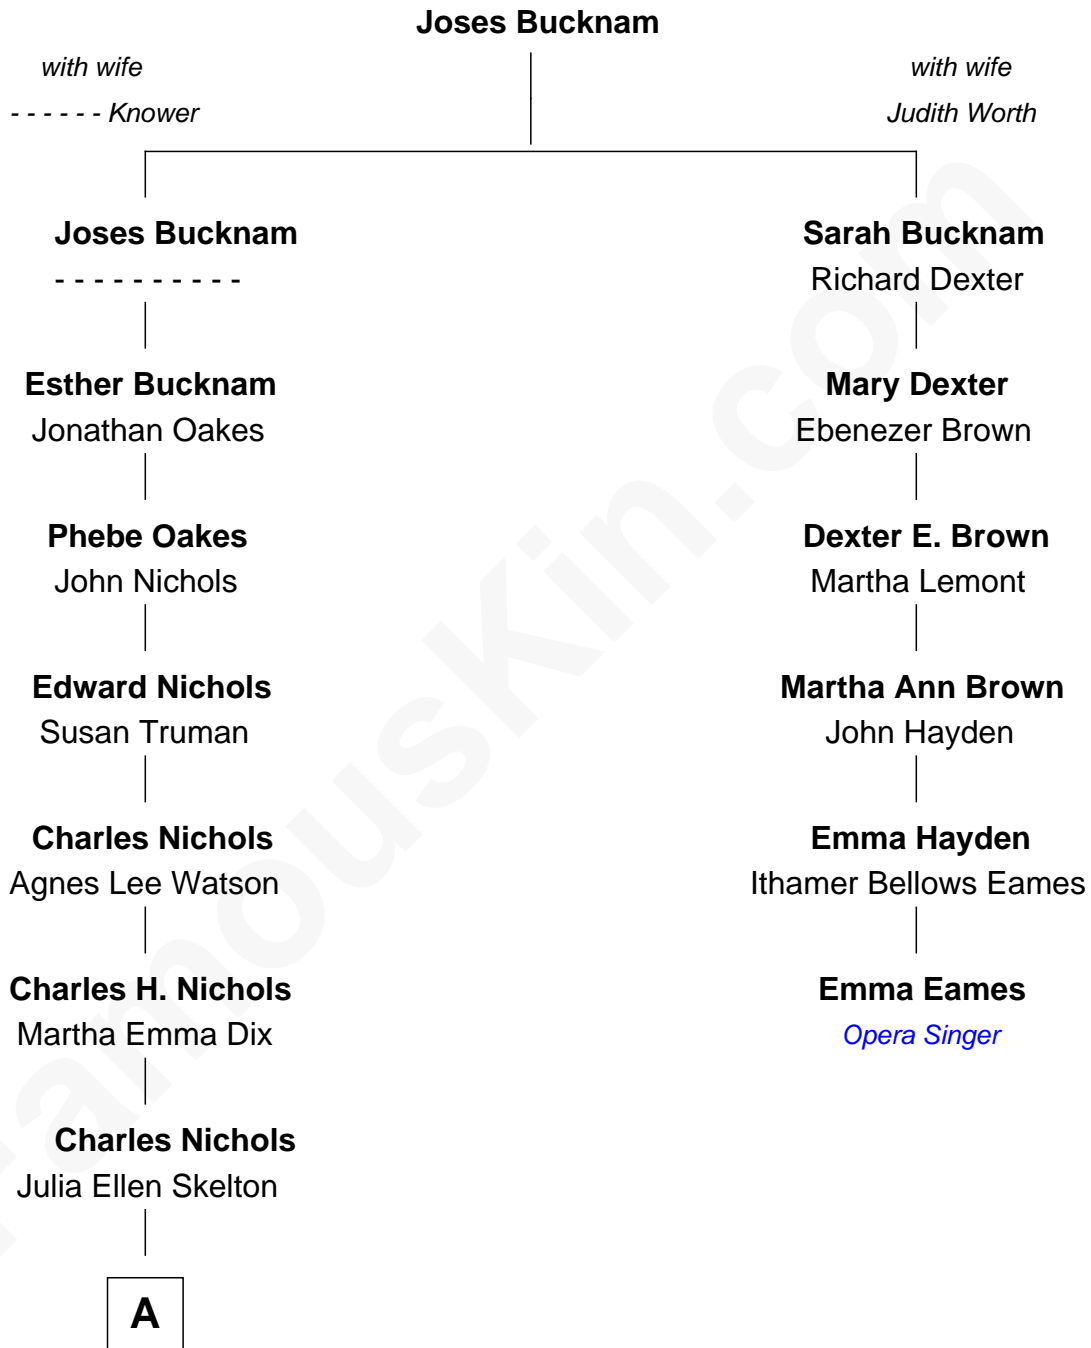 Joses Bucknam
with wife
- - - - - - Knower
with wife
Judith Worth
Joses Bucknam
- - - - - - - - - -
Sarah Bucknam
Richard Dexter
Esther Bucknam
Jonathan Oakes
Mary Dexter
Ebenezer Brown
Phebe Oakes
John Nichols
Dexter E. Brown
Martha Lemont
Edward Nichols
Susan Truman
Martha Ann Brown
John Hayden
Charles Nichols
Agnes Lee Watson
Emma Hayden
Ithamer Bellows Eames
Charles H. Nichols
Martha Emma Dix
Emma Eames
Opera Singer
Charles Nichols
Julia Ellen Skelton
A
FamousKin.com